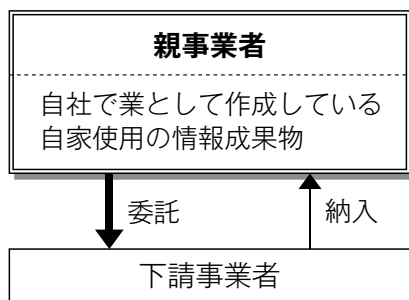 親事業者
自社で業として作成している
自家使用の情報成果物
委託
納入
下請事業者